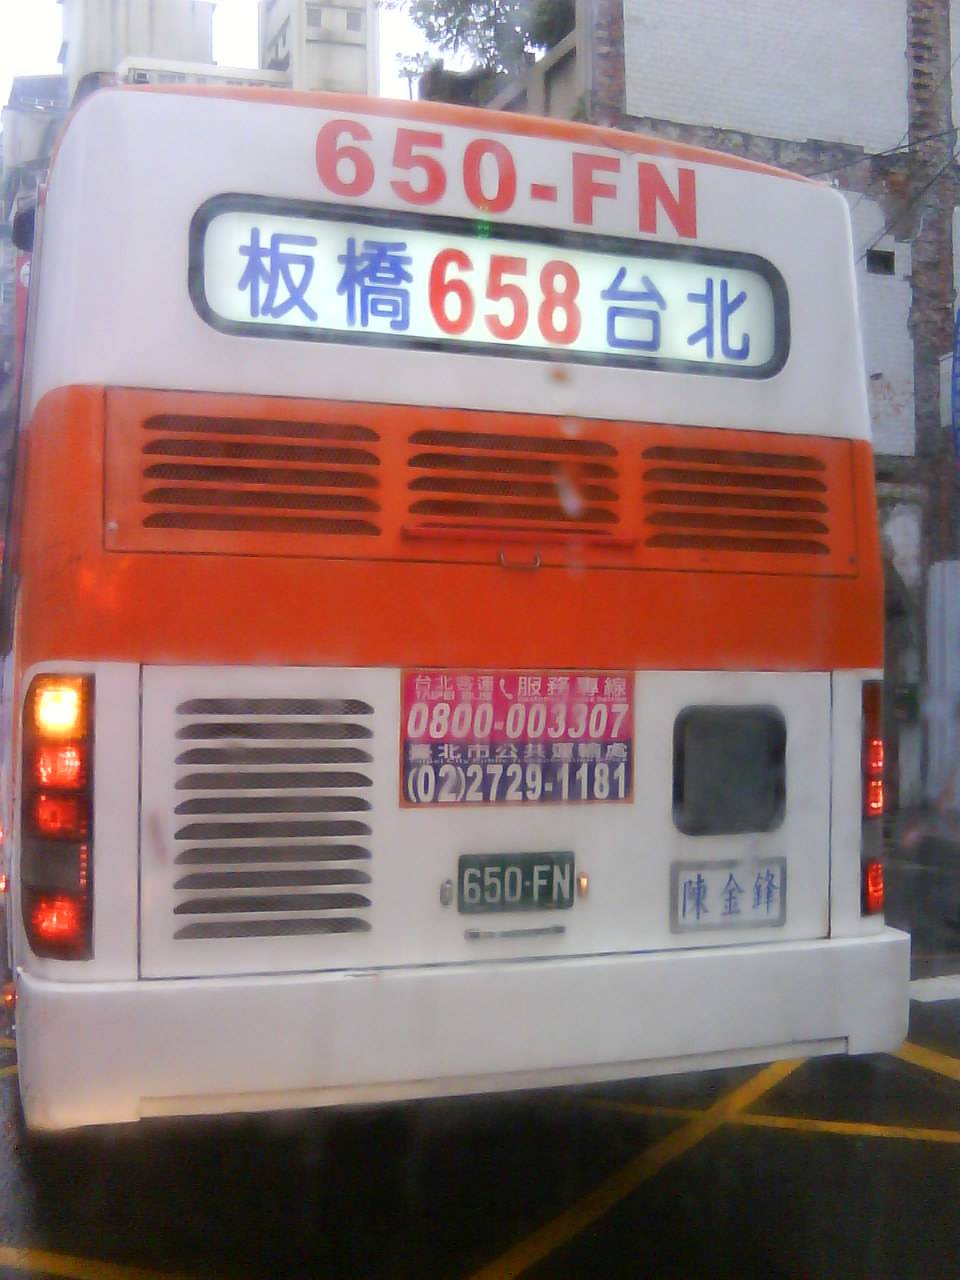 650-FN
板橋 658 台北
台北客運 服務專線
0800-003307
臺北市公共運輸處
(02)2729-1181
650-FN
陳金鋒